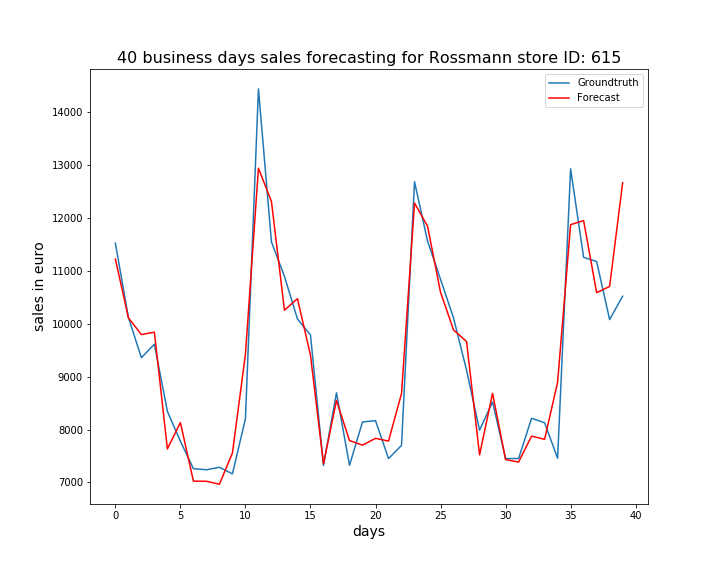 40 business days sales forecasting for Rossmann store ID: 615
Groundtruth
Forecast
14000
13000
12000
11000
10000
9000
8000
7000
sales in euro
0 5 10 15 20 25 30 35 40
days